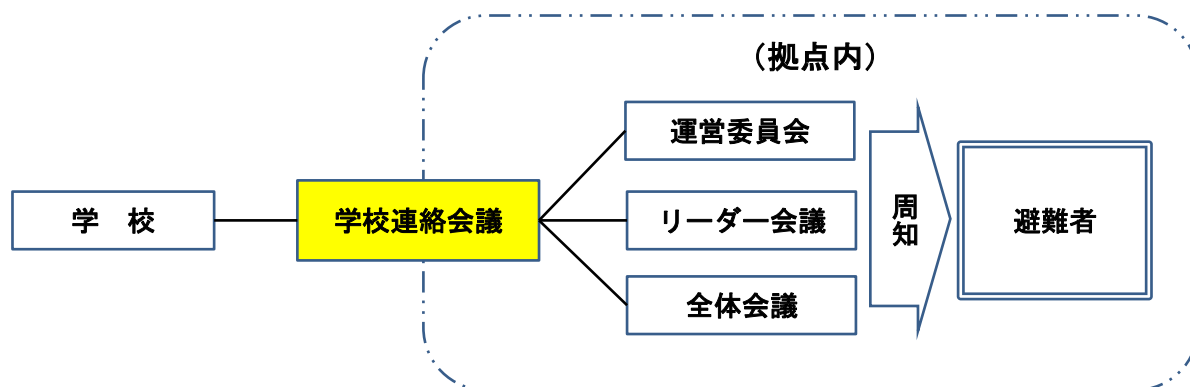 （拠点内）
学　校
学校連絡会議
運営委員会
リーダー会議
全体会議
周知
避難者